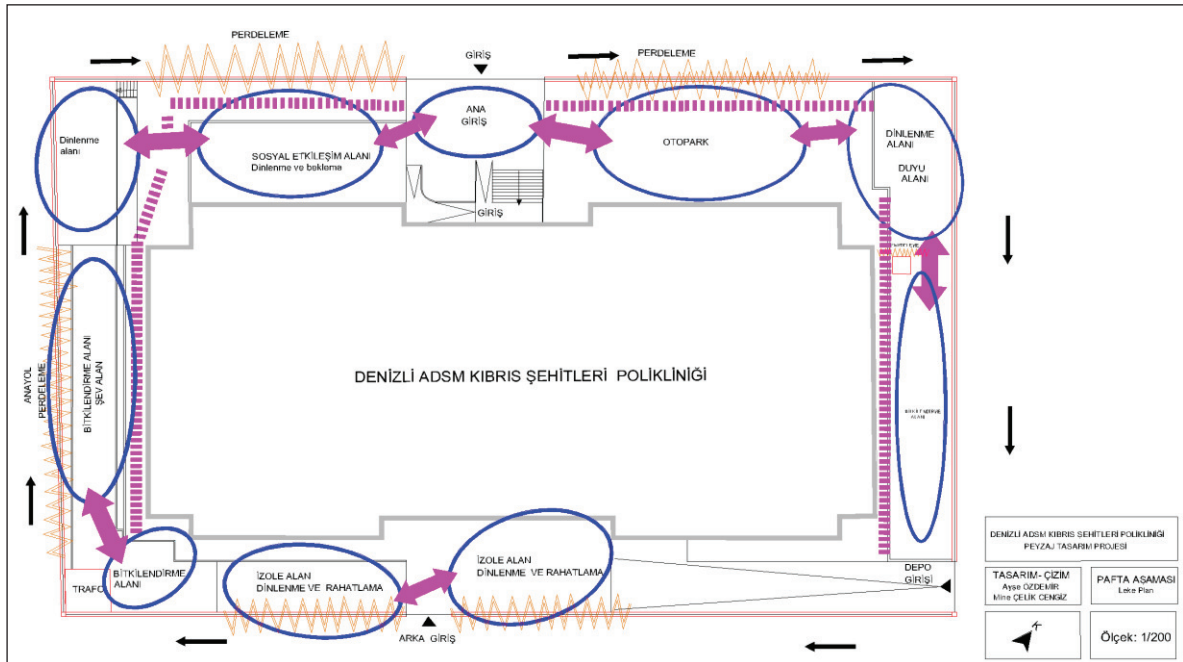 PERDELEME
GİRİŞ
PERDELEME
Dinlenme
alanı
SOSYAL ETKİLEŞİM ALANI
Dinlenme ve bekleme
ANA
GİRİŞ
OTOPARK
DİNLENME
ALANI
DUYU
ALANI
GİRİŞ
ANAYOL
PERDELEME
BİTKİLENDİRME ALANI
ŞEV ALAN
DENİZLİ ADSM KIBRIS ŞEHİTLERİ POLİKLİNİĞİ
BİTKİLENDİRME
ALANI
TRAFO
BİTKİLENDİRME
ALANI
İZOLE ALAN
DİNLENME VE RAHATLAMA
İZOLE ALAN
DİNLENME VE RAHATLAMA
ARKA GİRİŞ
DEPO
GİRİŞİ
DENİZLİ ADSM KIBRIS ŞEHİTLERİ POLİKLİNİĞİ
PEYZAJ TASARIM PROJESİ
TASARIM- ÇİZİM
Ayşe ÖZDEMİR
Mine ÇELİK CENGİZ
PAFTA AŞAMASI
Leke Plan
K
Ölçek: 1/200